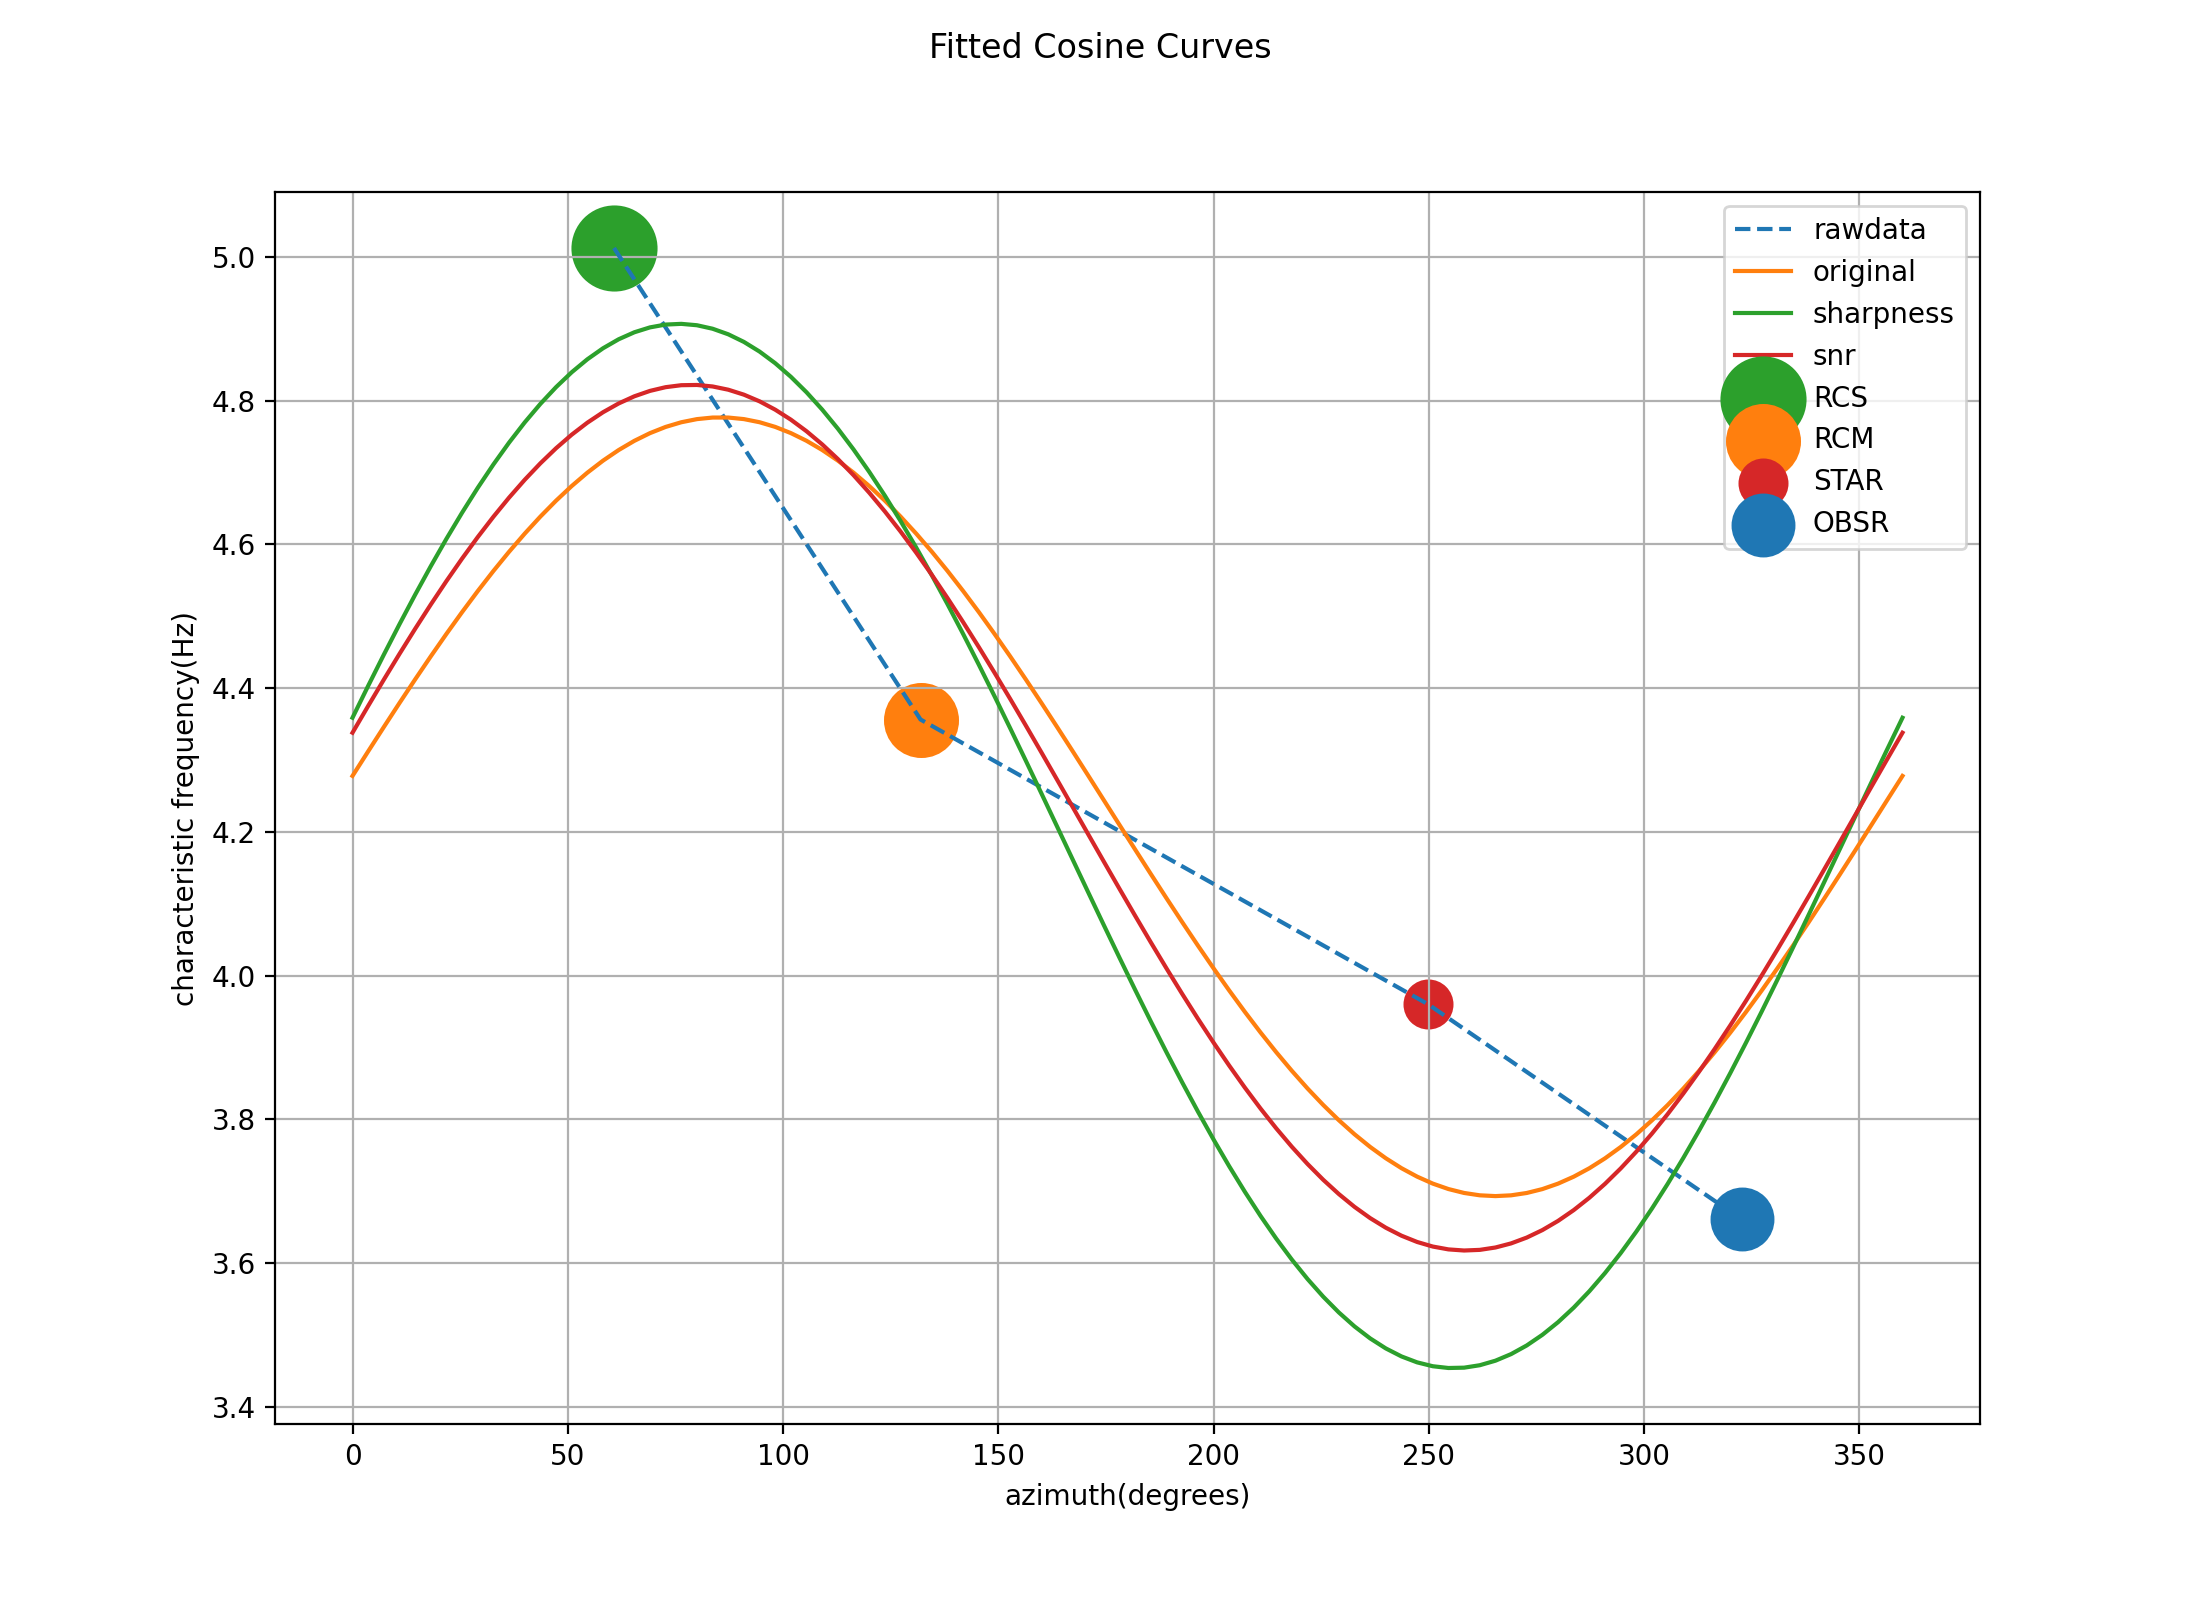 Fitted Cosine Curves
rawdata
original
sharpness
snr
RCS
RCM
STAR
OBSR
characteristic frequency(Hz)
5.0
4.8
4.6
4.4
4.2
4.0
3.8
3.6
3.4
0 50 100 150 200 250 300 350
azimuth(degrees)